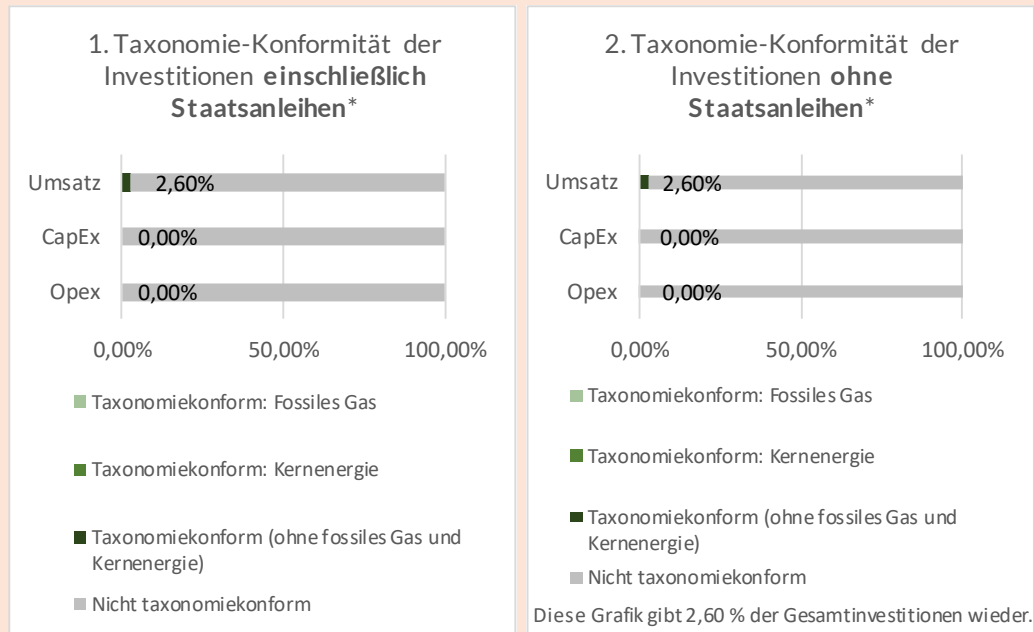 1. Taxonomie-Konformität der
Investitionen einschließlich
Staatsanleihen*
Umsatz
2,60%
CapEx
0,00%
Opex
0,00%
0,00%
50,00%
100,00%
Taxonomiekonform: Fossiles Gas
Taxonomiekonform: Kernenergie
Taxonomiekonform (ohne fossiles Gas und
Kernenergie)
Nicht taxonomiekonform
2. Taxonomie-Konformität der
Investitionen ohne
Staatsanleihen*
Umsatz
2,60%
CapEx
0,00%
Opex
0,00%
0,00%
50,00%
100,00%
Taxonomiekonform: Fossiles Gas
Taxonomiekonform: Kernenergie
Taxonomiekonform (ohne fossiles Gas und
Kernenergie)
Nicht taxonomiekonform
Diese Grafik gibt 2,60 % der Gesamtinvestitionen wieder.